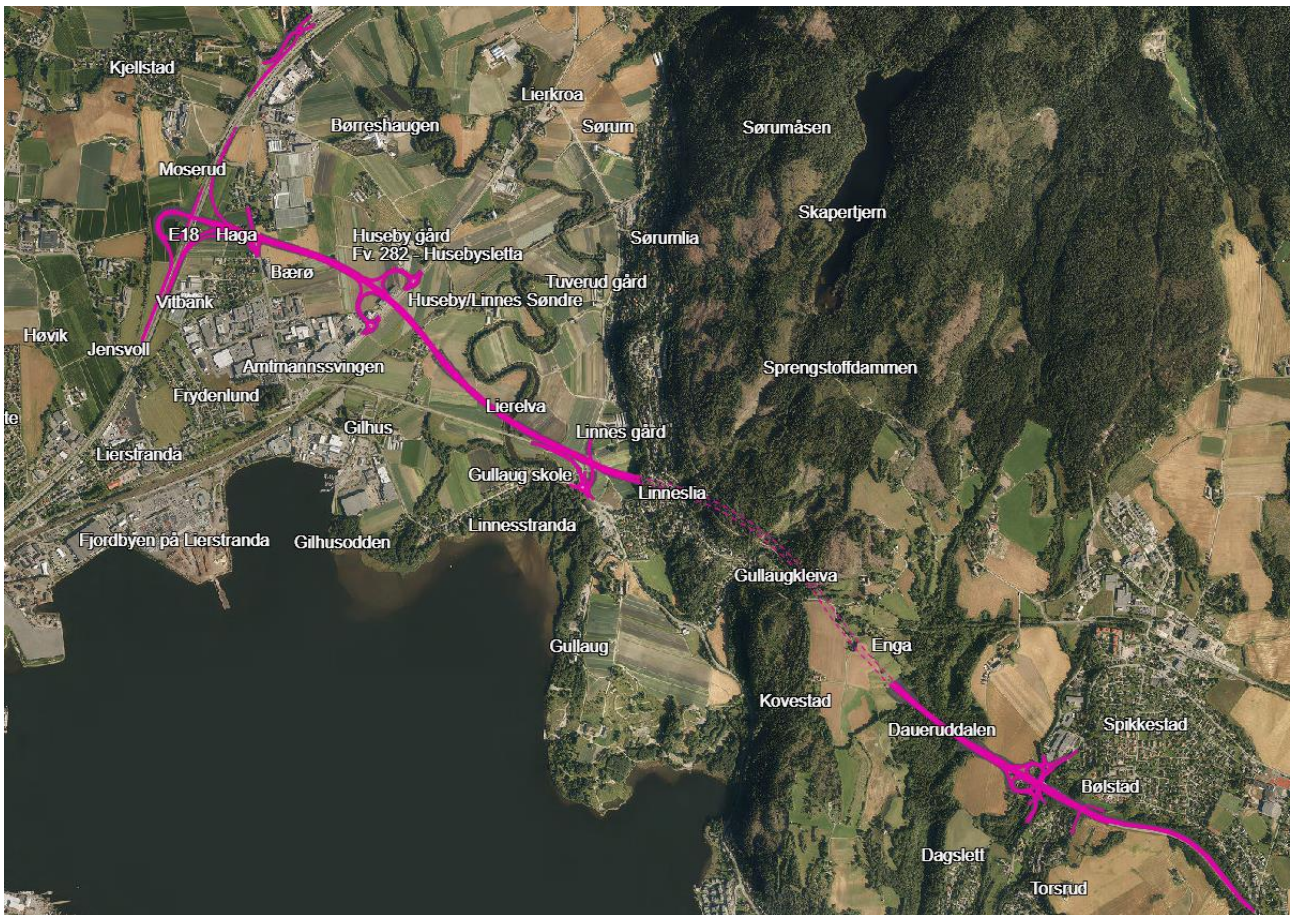 Kjellstad
Lierkroa
Børreshaugen
Sørum
Sørumåsen
Moserud
Skapertjern
E18
Haga
Huseby gård
Fv. 282 - Husebysletta
Sørumlia
Bærø
Tuverud gård
Vitbank
Huseby/Linnes Søndre
Høvik
Jensvoll
Amtmannssvingen
Sprengstoffdammen
Frydenlund
Lierelva
te
Gilhus
Linnes gård
Lierstranda
Gullaug skole
Linneslia
Linnesstranda
Fjordbyen på Lierstranda
Gilhusodden
Gullaugkleiva
Gullaug
Enga
Kovestad
Daueruddalen
Spikkestad
Bølstad
Dagslett
Torsrud